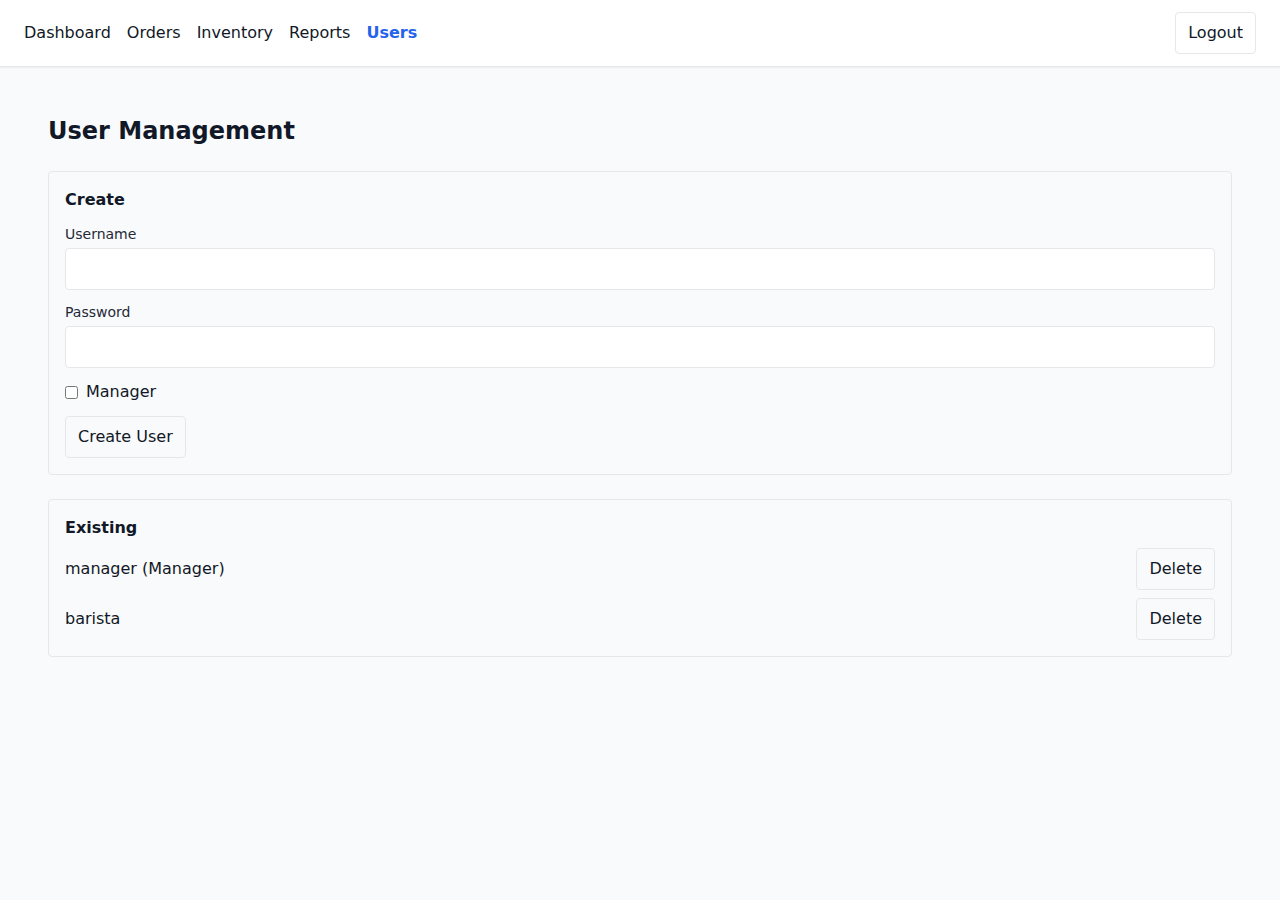 Dashboard Orders Inventory Reports Users Logout
User Management
Create
Username
Password
Manager
Create User
Existing
manager (Manager) Delete
barista Delete